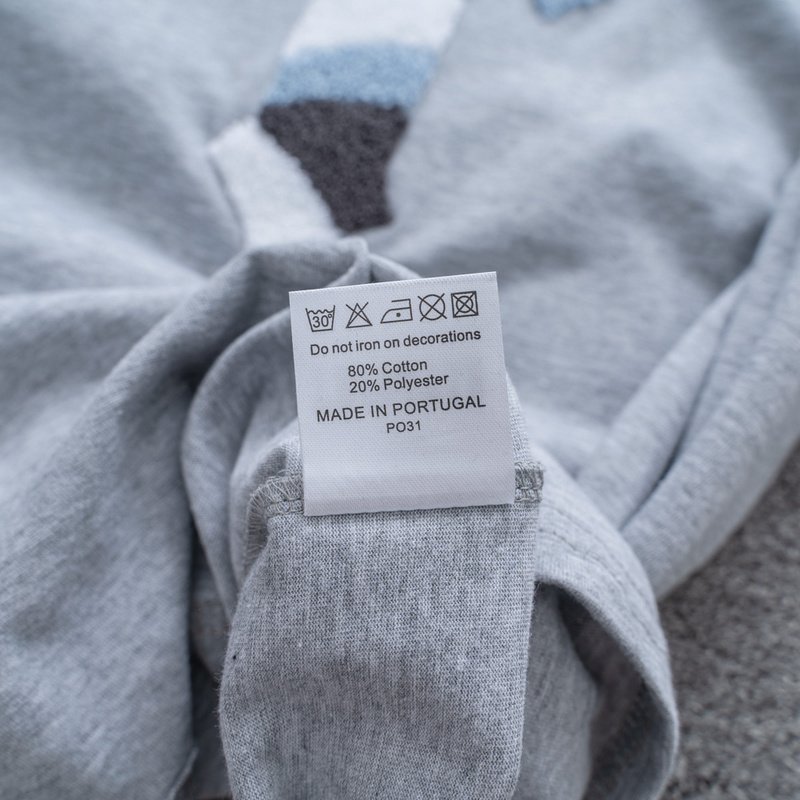 30°
Do not iron on decorations
80% Cotton
20% Polyester
MADE IN PORTUGAL
PO31